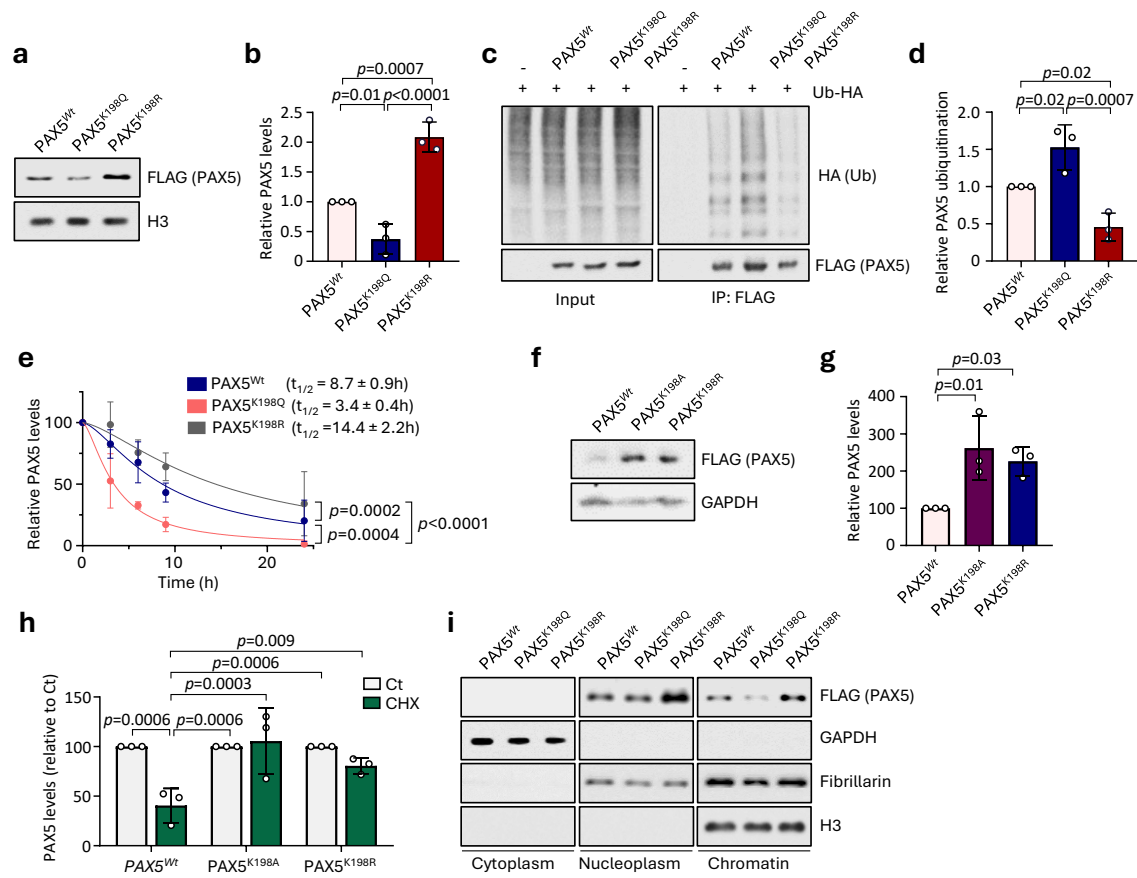 a
PAX5Wt
PAX5K198Q
PAX5K198R
FLAG (PAX5)
H3
b
p=0.0007
p=0.01
p<0.0001
Relative PAX5 levels
2.5
2.0
1.5
1.0
0.5
0
PAX5Wt
PAX5K198Q
PAX5K198R
c
-
PAX5Wt
PAX5K198Q
PAX5K198R
-
PAX5Wt
PAX5K198Q
PAX5K198R
+ + + + + + + + Ub-HA
HA (Ub)
FLAG (PAX5)
Input
IP: FLAG
d
p=0.02
p=0.02
p=0.0007
Relative PAX5 ubiquitination
2.0
1.5
1.0
0.5
0.0
PAX5Wt
PAX5K198Q
PAX5K198R
e
PAX5Wt (t1/2 = 8.7 ± 0.9h)
PAX5K198Q (t1/2 = 3.4 ± 0.4h)
PAX5K198R (t1/2 = 14.4 ± 2.2h)
Relative PAX5 levels
100
50
0
p=0.0002
p=0.0004
p<0.0001
0 10 20
Time (h)
f
PAX5Wt
PAX5K198A
PAX5K198R
FLAG (PAX5)
GAPDH
g
p=0.03
p=0.01
Relative PAX5 levels
400
300
200
100
0
PAX5Wt
PAX5K198A
PAX5K198R
h
p=0.009
p=0.0006
p=0.0003
p=0.0006
p=0.0006
Ct
CHX
PAX5 levels (relative to Ct)
150
100
50
0
PAX5Wt
PAX5K198A
PAX5K198R
i
PAX5Wt
PAX5K198Q
PAX5K198R
PAX5Wt
PAX5K198Q
PAX5K198R
PAX5Wt
PAX5K198Q
PAX5K198R
FLAG (PAX5)
GAPDH
Fibrillarin
H3
Cytoplasm
Nucleoplasm
Chromatin